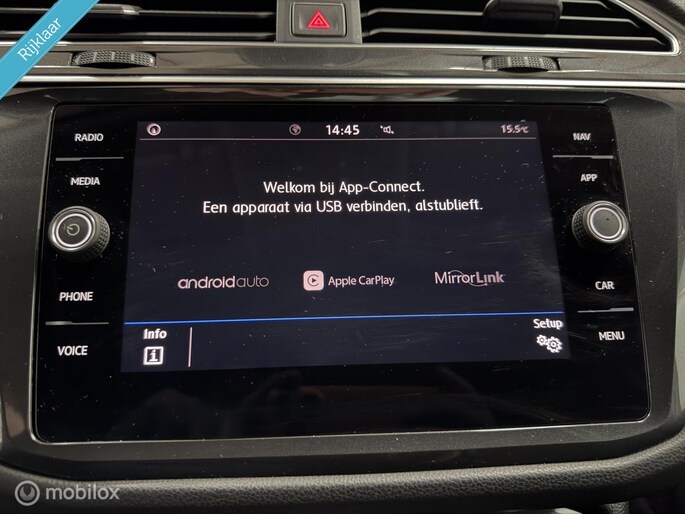 Rijklaar
RADIO
MEDIA
PHONE
VOICE
14:45
15.5°C
Welkom bij App-Connect.
Een apparaat via USB verbinden, alstublieft.
androidauto
Apple CarPlay
MirrorLink
Info
i
Setup
NAV
APP
CAR
MENU
mobilox